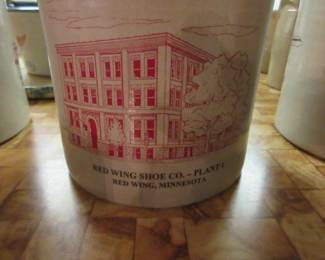 RED WING SHOE CO. - PLANT 1
RED WING, MINNESOTA